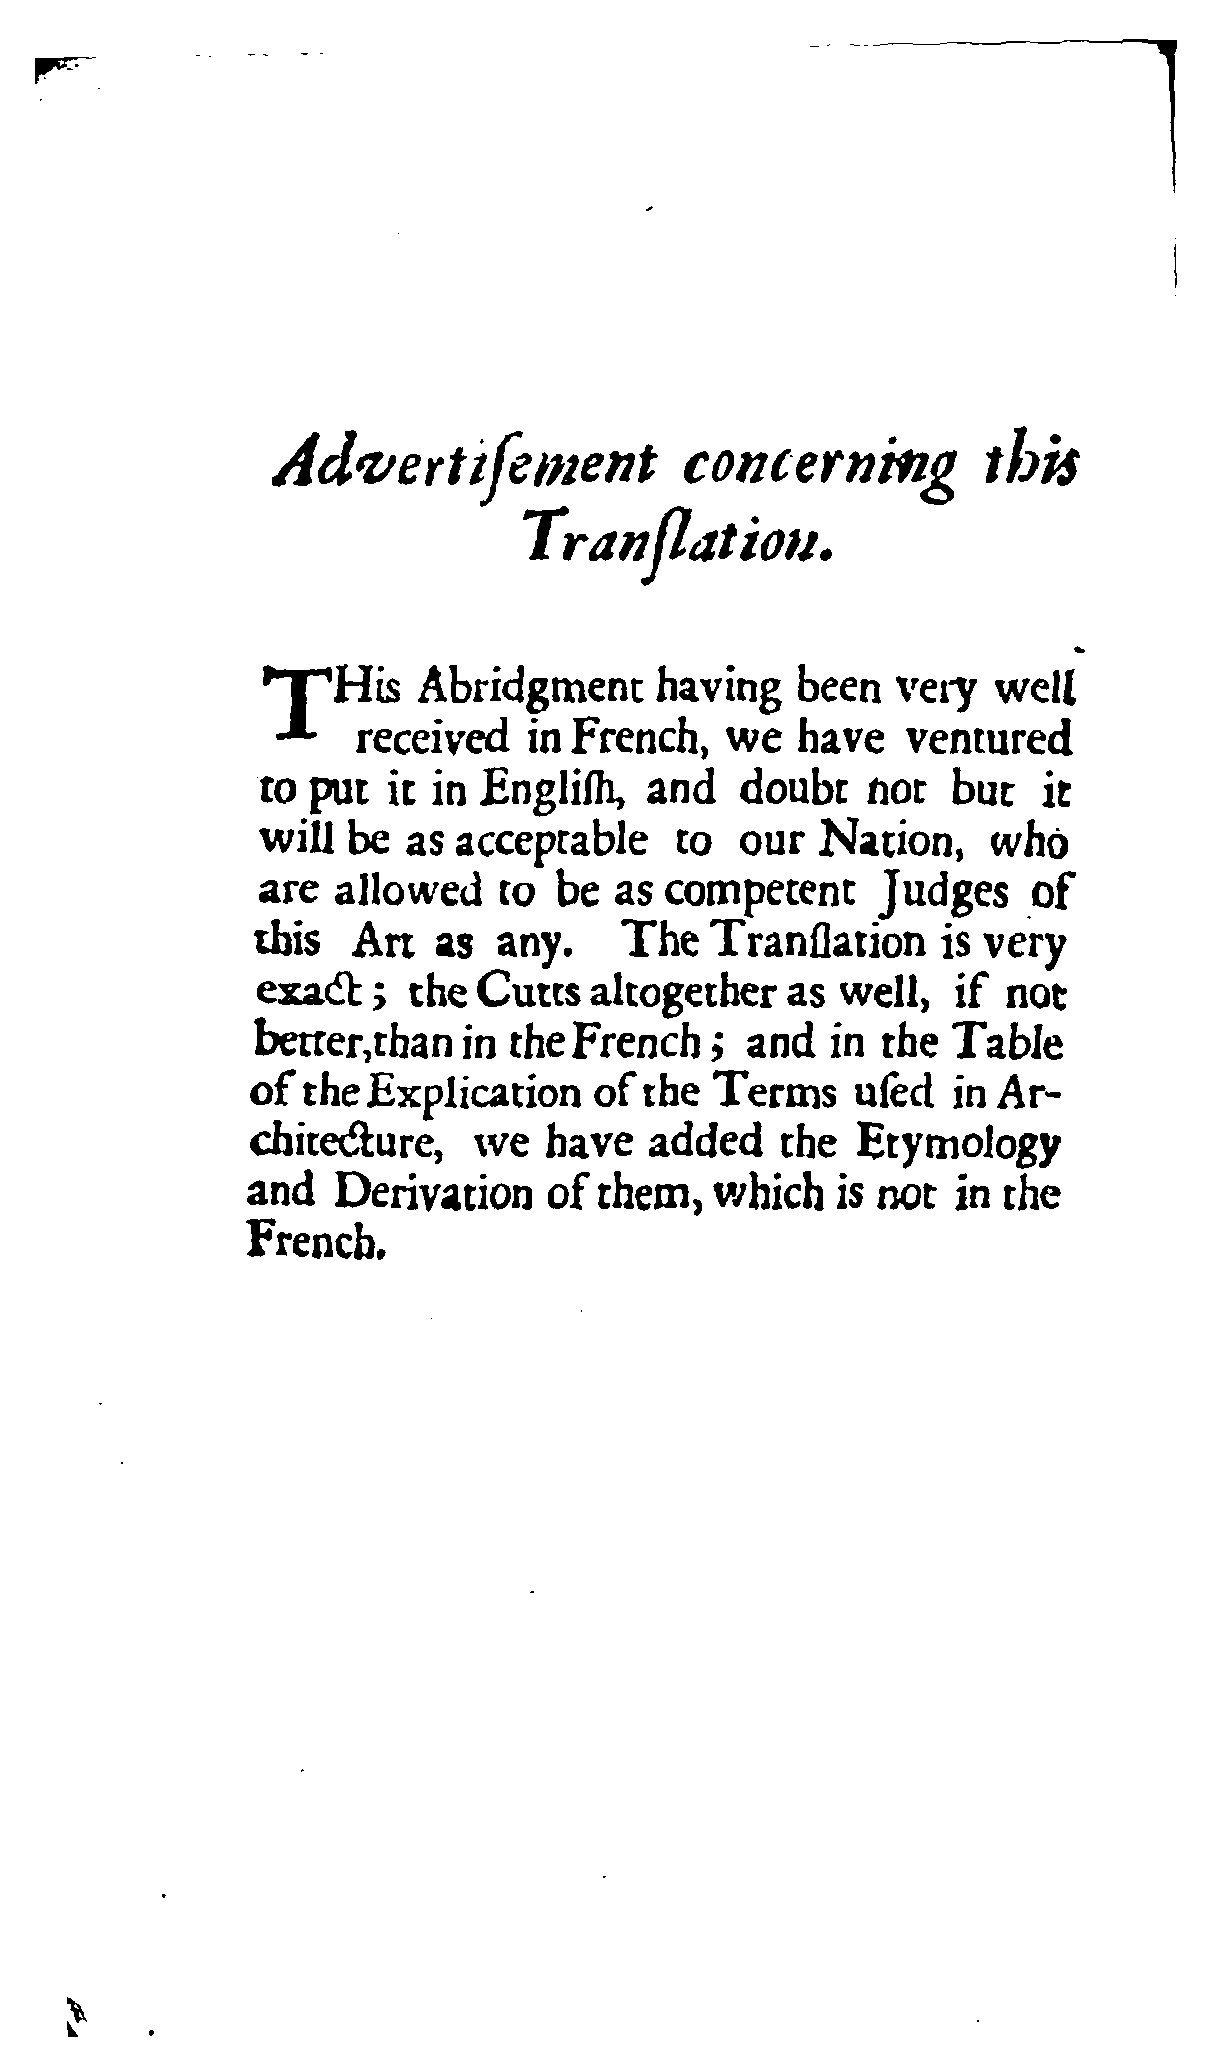 Advertiſement concerning this
Tranſlation.
THis Abridgment having been very well
received in French, we have ventured
to put it in Engliſh, and doubt not but it
will be as acceptable to our Nation, who
are allowed to be as competent Judges of
this Art as any. The Tranſlation is very
exact; the Cutts altogether as well, if not
better, than in the French; and in the Table
of the Explication of the Terms uſed in Ar-
chitecture, we have added the Etymology
and Derivation of them, which is not in the
French.